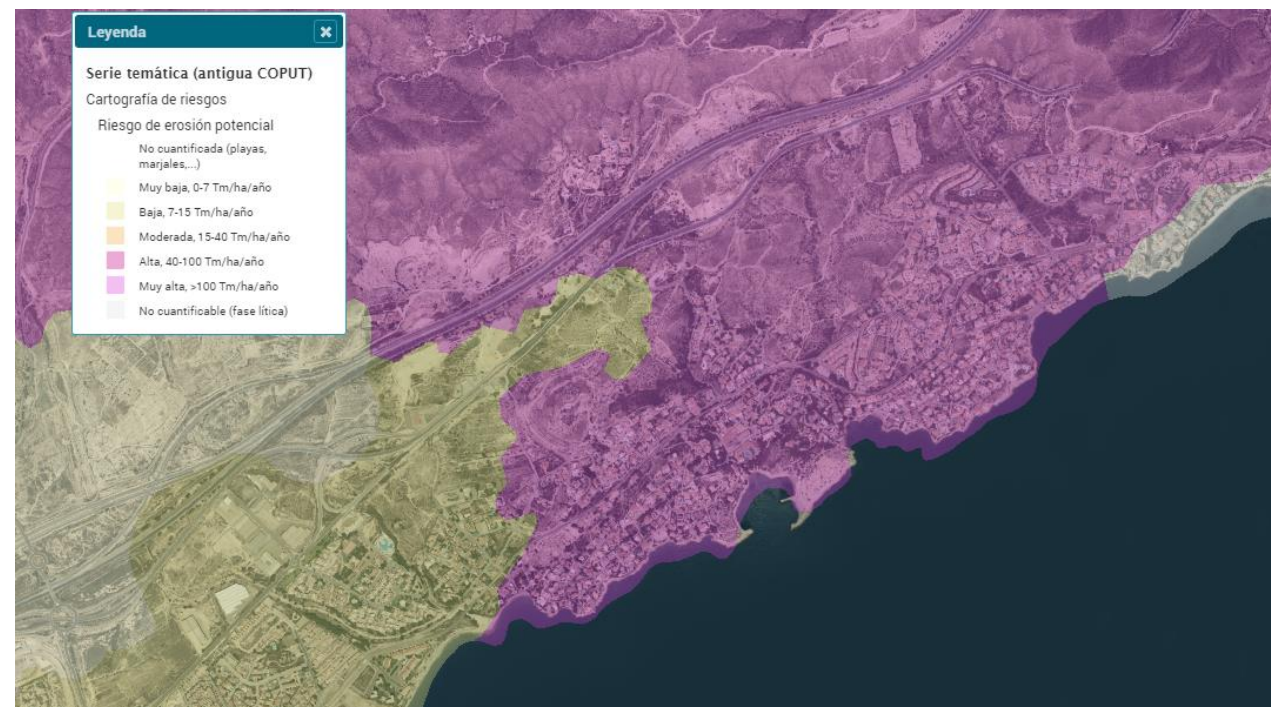 Leyenda
Serie temática (antigua COPUT)
Cartografía de riesgos
Riesgo de erosión potencial
No cuantificada (playas,
marjales,...)
Muy baja, 0-7 Tm/ha/año
Baja, 7-15 Tm/ha/año
Moderada, 15-40 Tm/ha/año
Alta, 40-100 Tm/ha/año
Muy alta, >100 Tm/ha/año
No cuantificable (fase lítica)